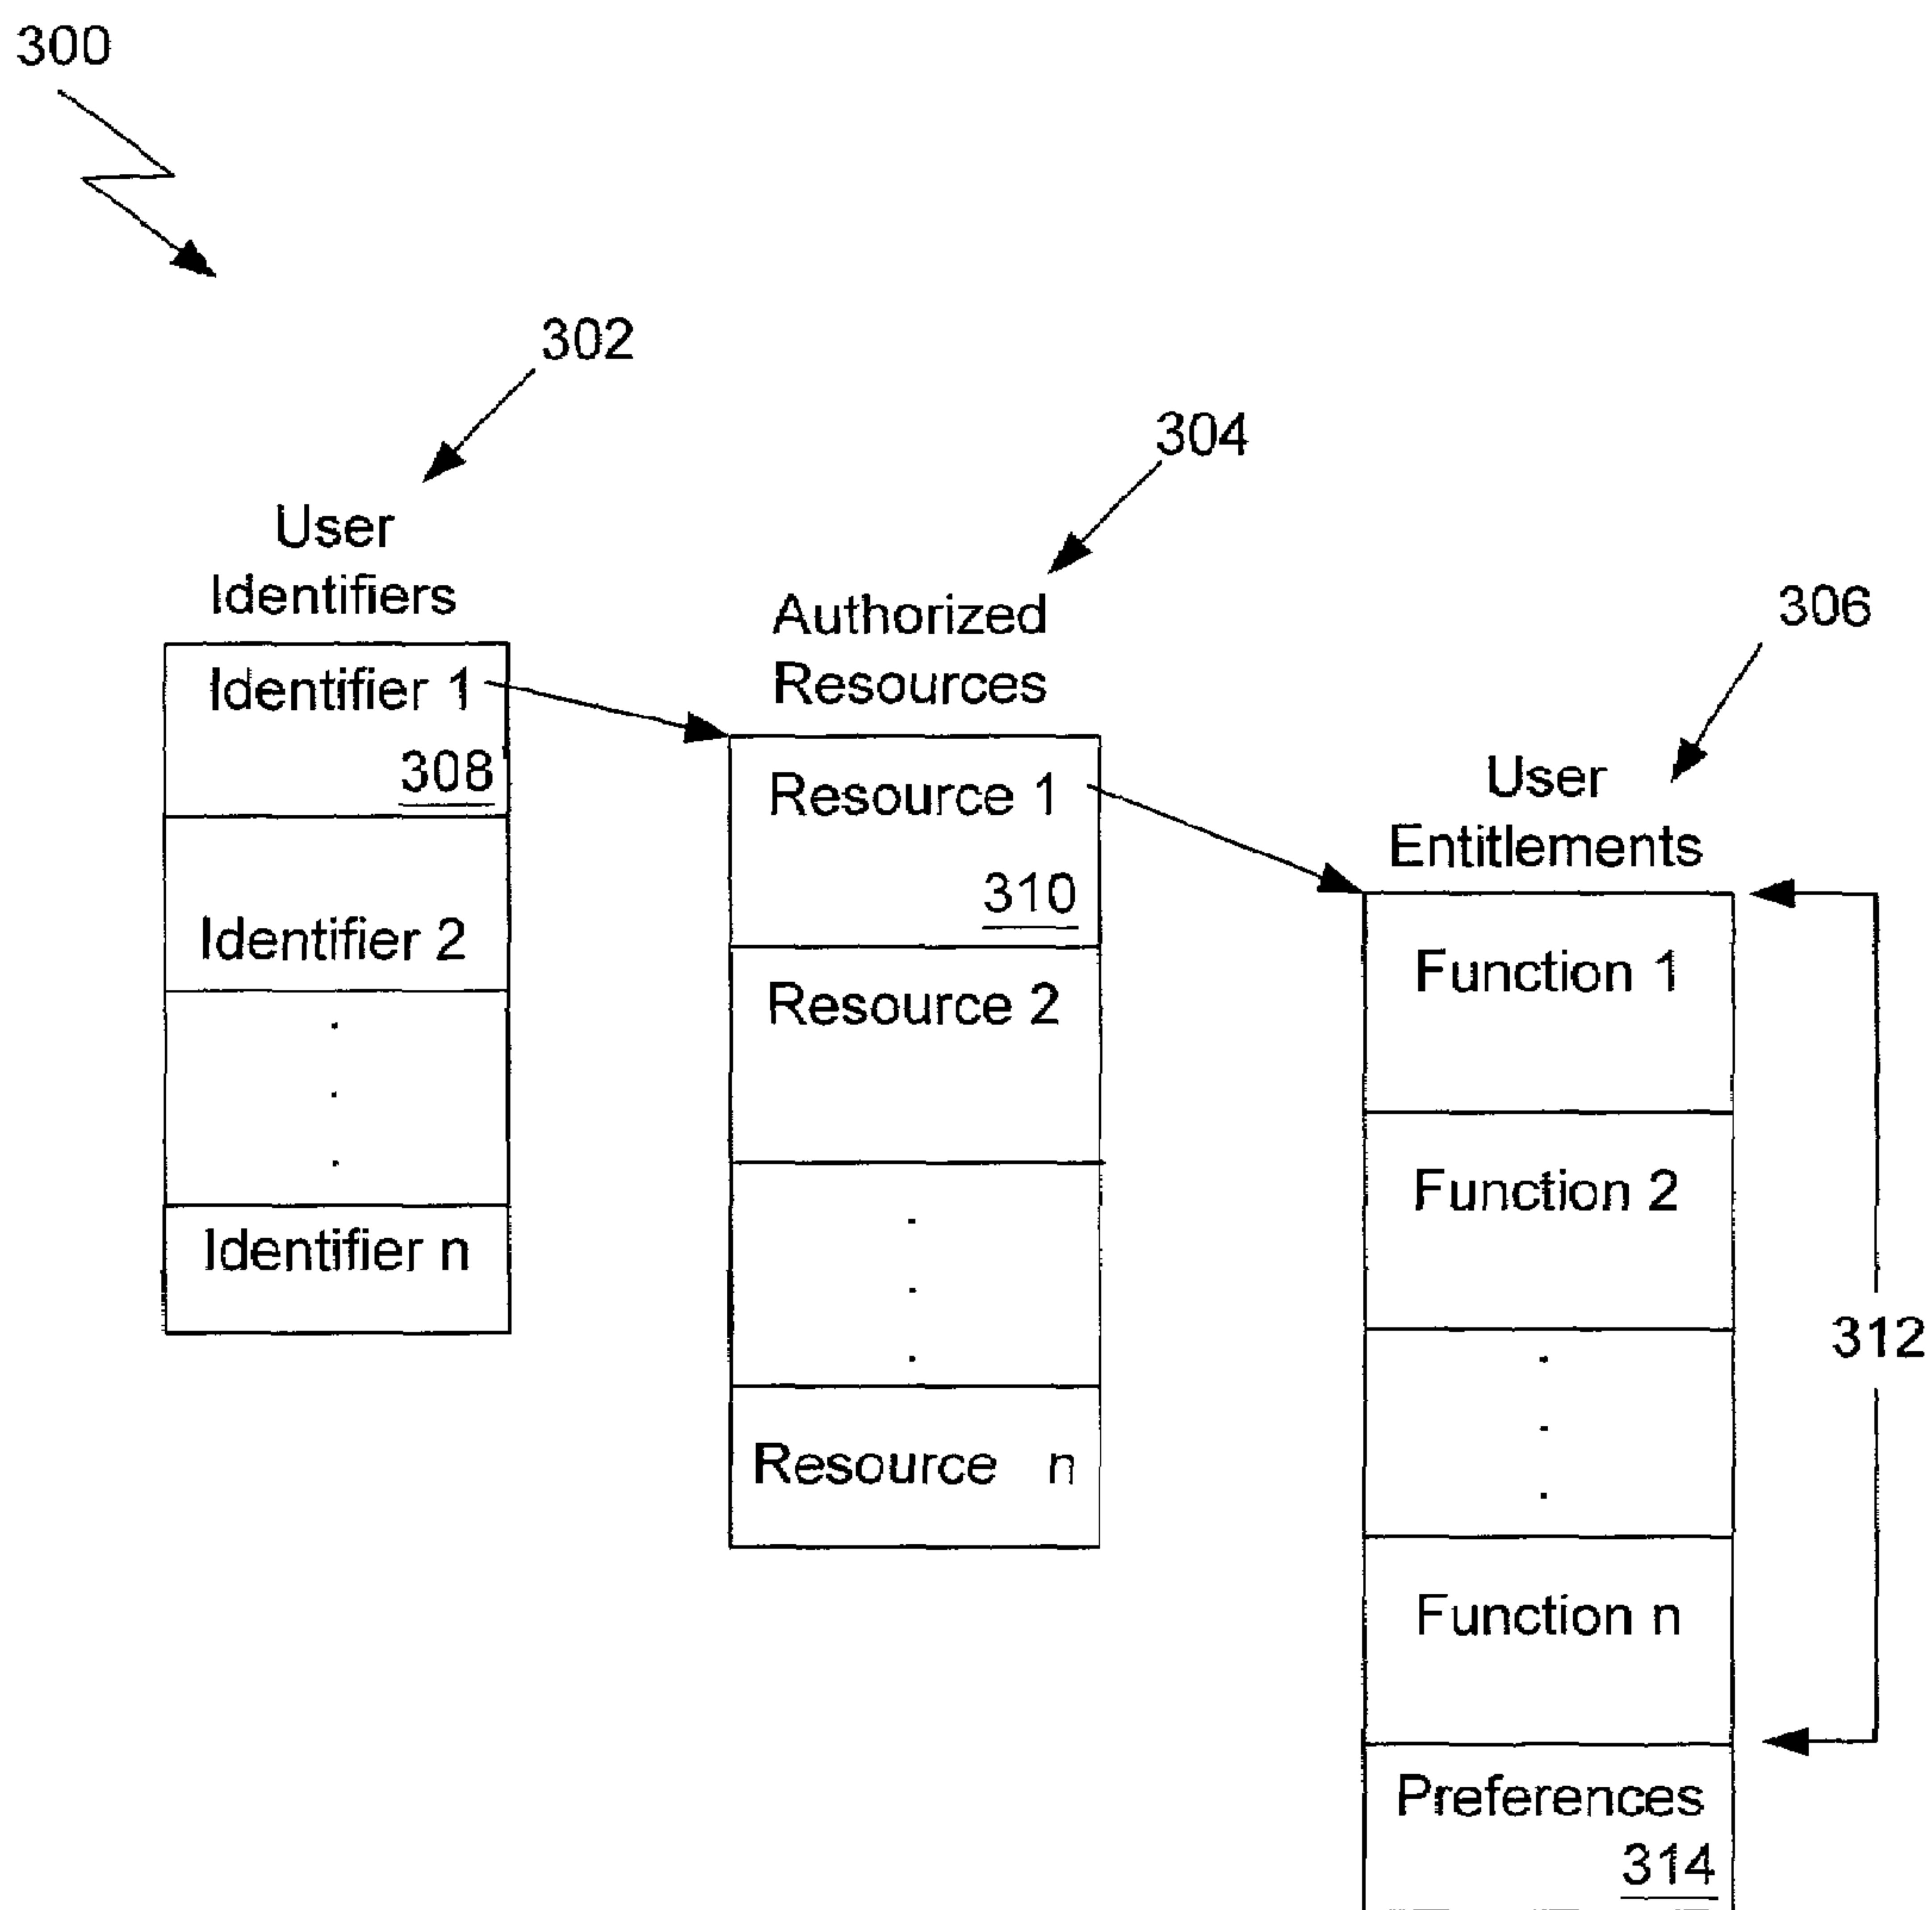 300
302
304
306
User
Identifiers
Identifier 1
308
Identifier 2
.
.
.
Identifier n
Authorized
Resources
Resource 1
310
Resource 2
.
.
.
Resource n
User
Entitlements
Function 1
Function 2
.
.
.
Function n
312
Preferences
314